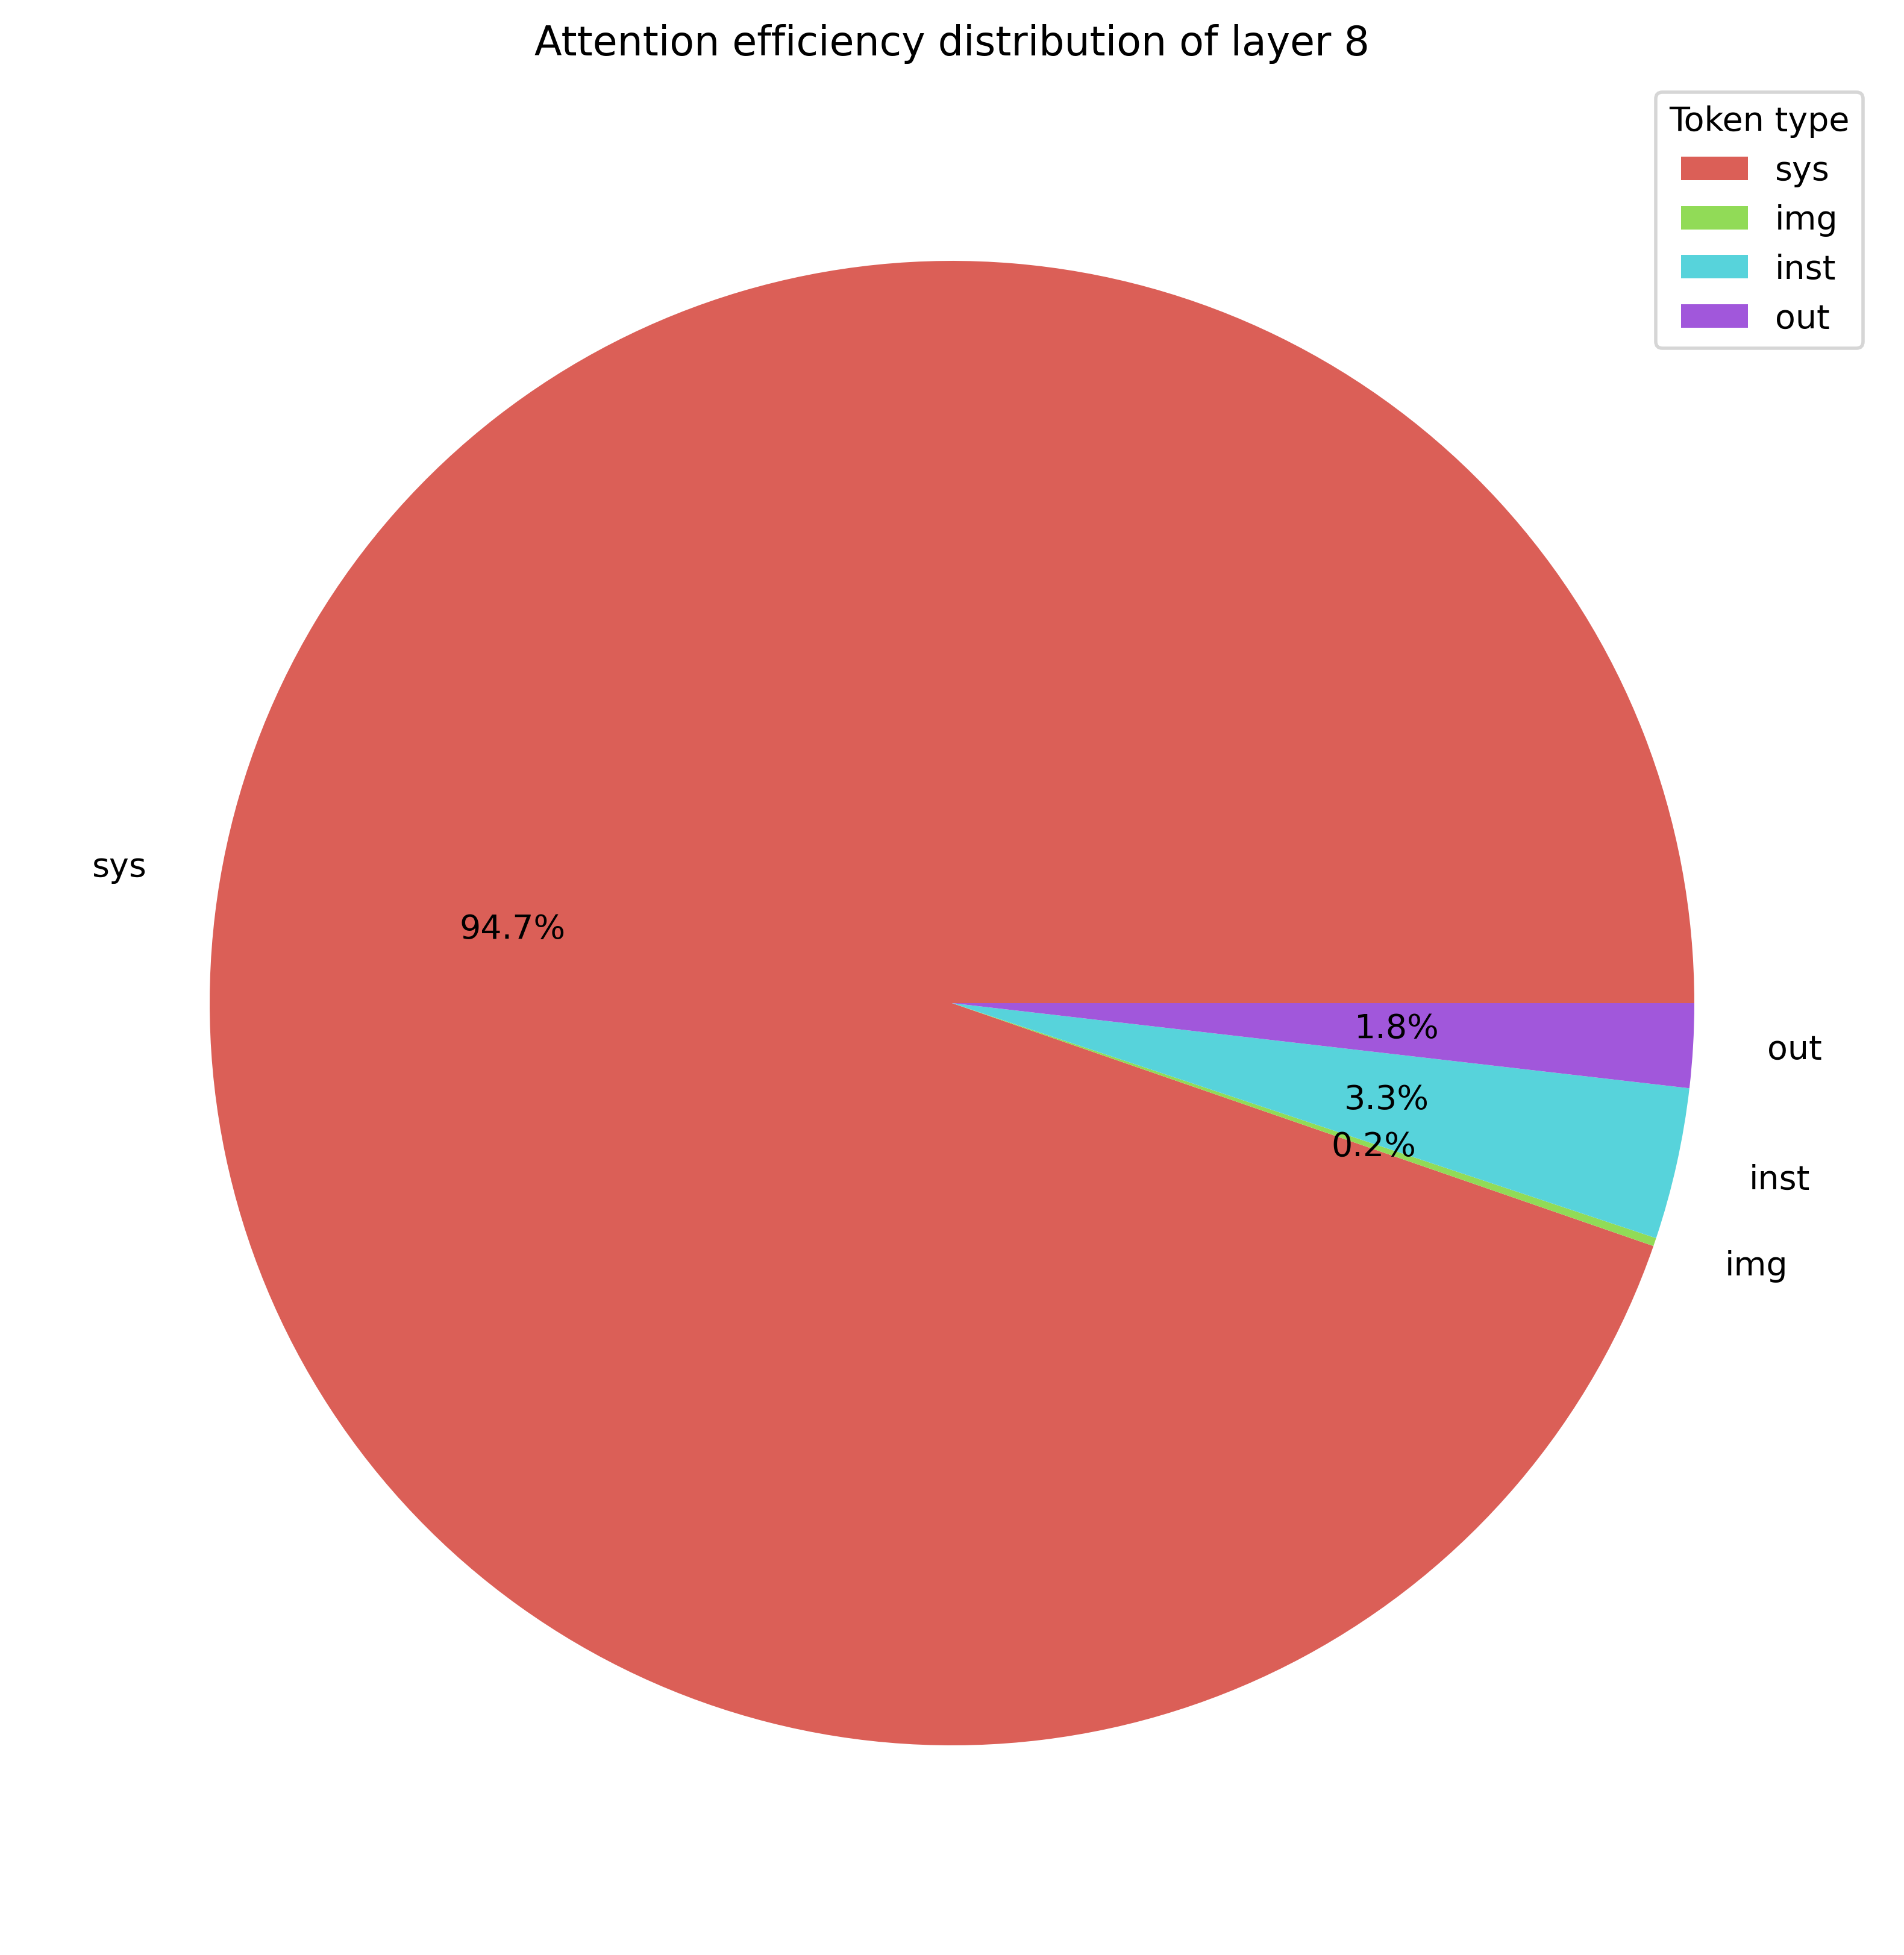 Attention efficiency distribution of layer 8
Token type
sys
img
inst
out
sys
94.7%
1.8%
out
3.3%
0.2%
inst
img